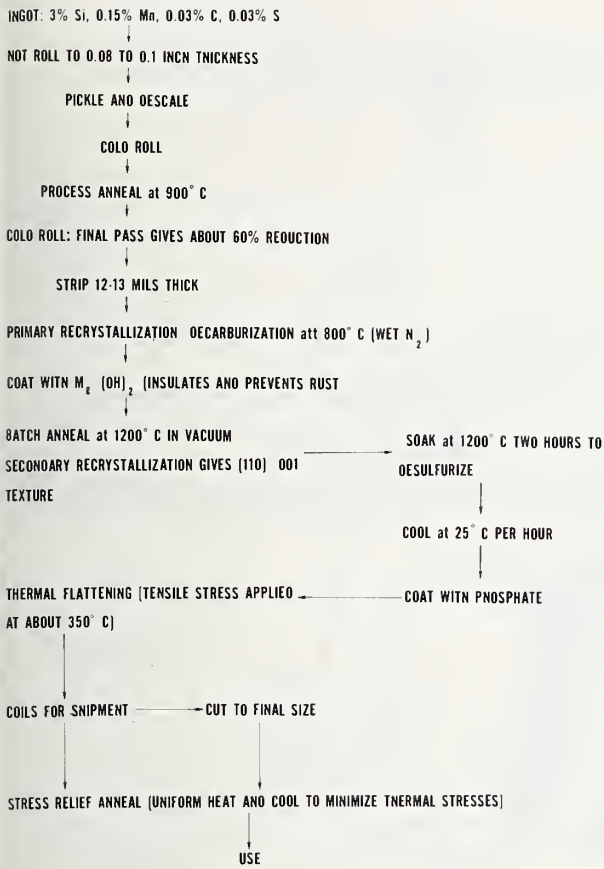 INGOT: 3% Si, 0.15% Mn, 0.03% C, 0.03% S
NOT ROLL TO 0.08 TO 0.1 INCN TNICKNESS
PICKLE ANO OESCALE
COLO ROLL
PROCESS ANNEAL at 900° C
COLO ROLL: FINAL PASS GIVES ABOUT 60% REOUCTION
STRIP 12-13 MILS THICK
PRIMARY RECRYSTALLIZATION OECARBURIZATION att 800° C (WET N2)
COAT WITN Mg (OH)2 (INSULATES AND PREVENTS RUST
8ATCH ANNEAL at 1200° C IN VACUUM
SECONOARY RECRYSTALLIZATION GIVES (110) 001
TEXTURE
SOAK at 1200° C TWO HOURS TO
OESULFURIZE
COOL at 25° C PER HOUR
COAT WITN PNOSPHATE
THERMAL FLATTENING (TENSILE STRESS APPLIEO
AT ABOUT 350° C)
COILS FOR SNIPMENT
CUT TO FINAL SIZE
STRESS RELIEF ANNEAL (UNIFORM HEAT ANO COOL TO MINIMIZE TNERMAL STRESSES)
USE